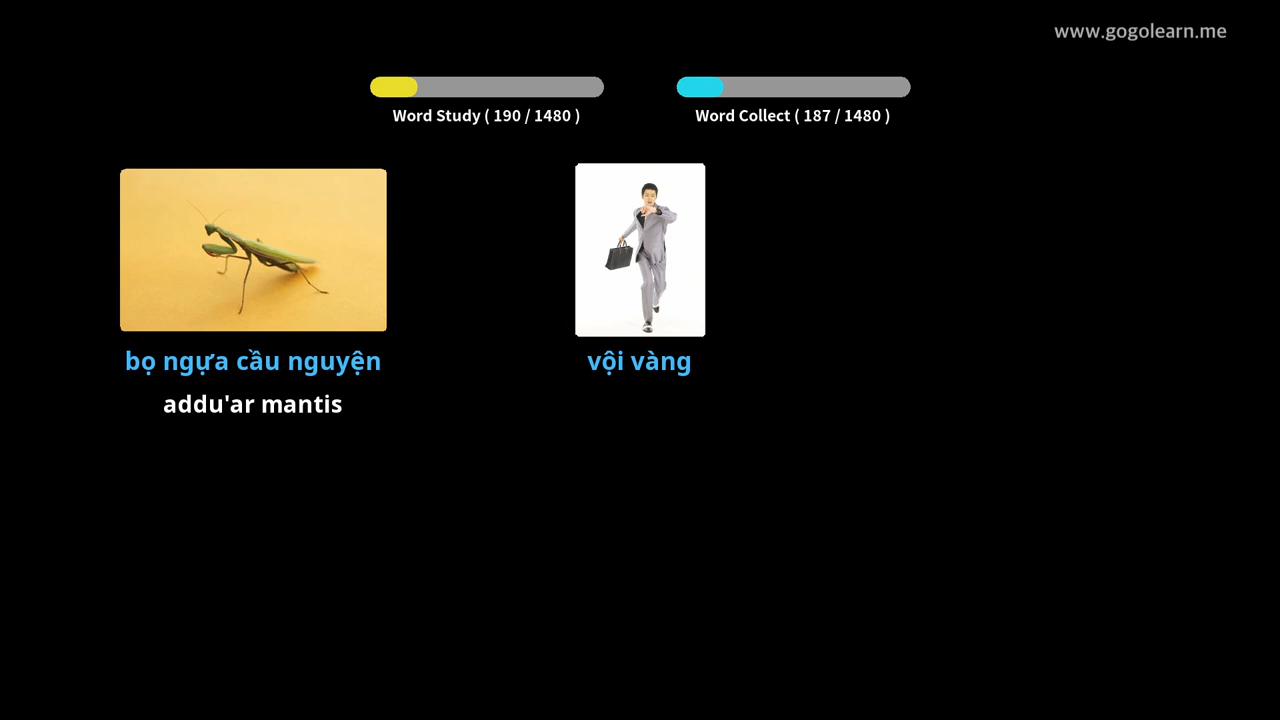 www.gogolearn.me
Word Study ( 190 / 1480 )
Word Collect ( 187 / 1480 )
bọ ngựa cầu nguyện
addu'ar mantis
vội vàng